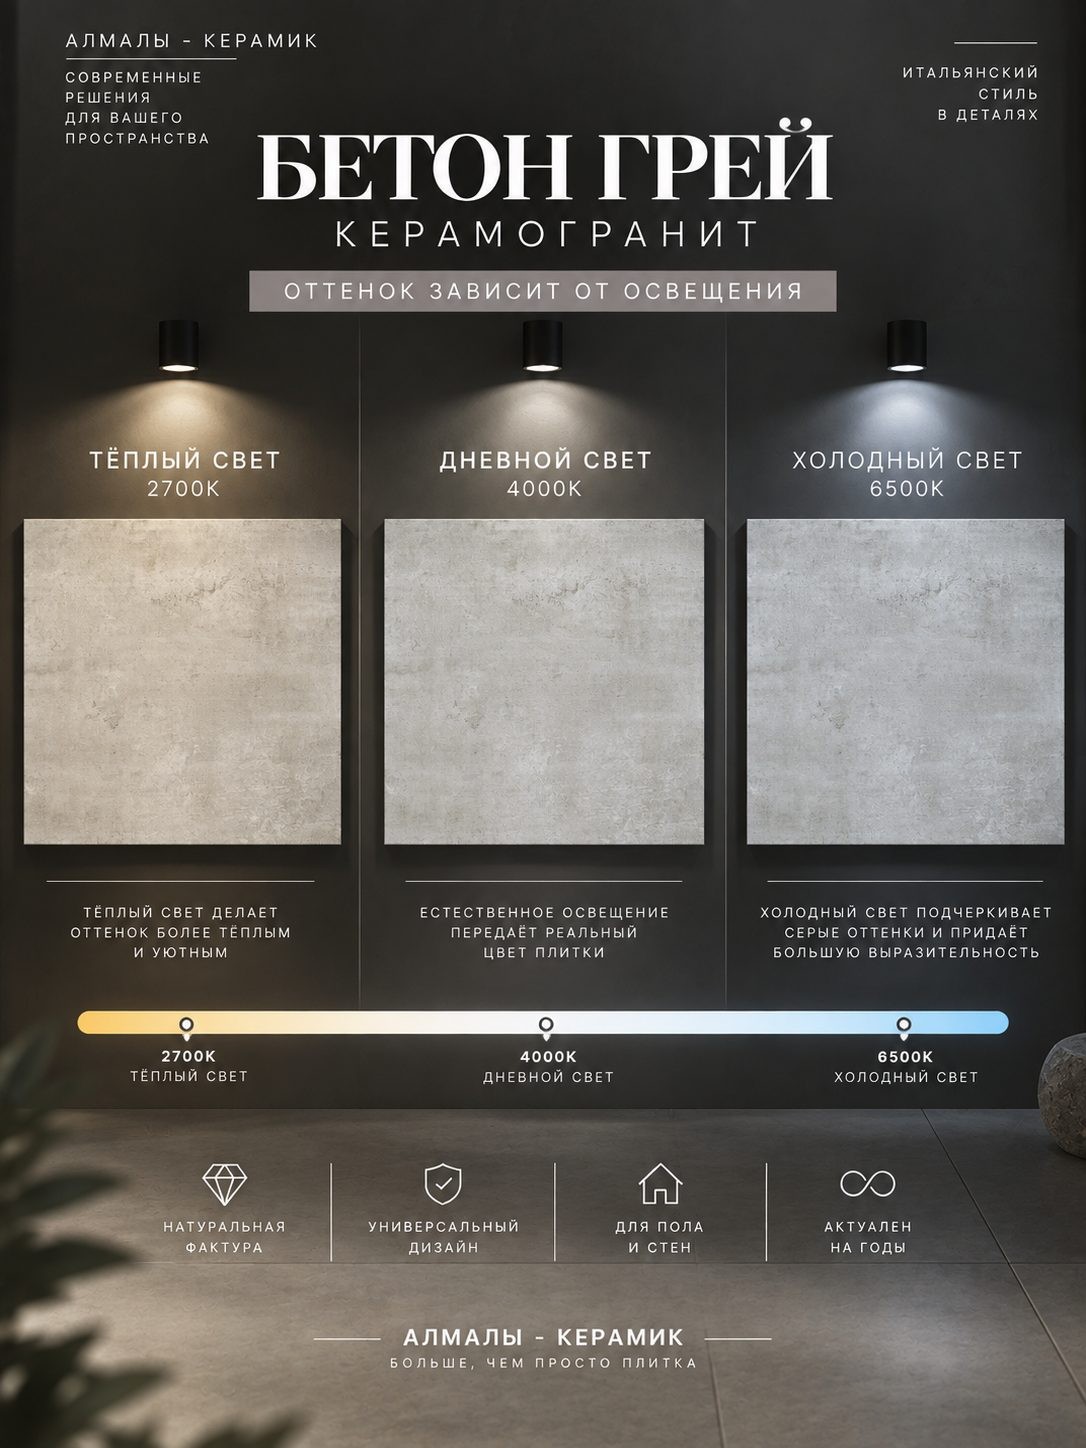 АЛМАЛЫ - КЕРАМИК
СОВРЕМЕННЫЕ
РЕШЕНИЯ
ДЛЯ ВАШЕГО
ПРОСТРАНСТВА
ИТАЛЬЯНСКИЙ
СТИЛЬ
В ДЕТАЛЯХ
БЕТОН ГРЕЙ
КЕРАМОГРАНИТ
ОТТЕНОК ЗАВИСИТ ОТ ОСВЕЩЕНИЯ
ТЁПЛЫЙ СВЕТ
2700K
ДНЕВНОЙ СВЕТ
4000K
ХОЛОДНЫЙ СВЕТ
6500K
ТЁПЛЫЙ СВЕТ ДЕЛАЕТ
ОТТЕНОК БОЛЕЕ ТЁПЛЫМ
И УЮТНЫМ
ЕСТЕСТВЕННОЕ ОСВЕЩЕНИЕ
ПЕРЕДАЁТ РЕАЛЬНЫЙ
ЦВЕТ ПЛИТКИ
ХОЛОДНЫЙ СВЕТ ПОДЧЕРКИВАЕТ
СЕРЫЕ ОТТЕНКИ И ПРИДАЁТ
БОЛЬШУЮ ВЫРАЗИТЕЛЬНОСТЬ
2700K
ТЁПЛЫЙ СВЕТ
4000K
ДНЕВНОЙ СВЕТ
6500K
ХОЛОДНЫЙ СВЕТ
НАТУРАЛЬНАЯ
ФАКТУРА
УНИВЕРСАЛЬНЫЙ
ДИЗАЙН
ДЛЯ ПОЛА
И СТЕН
АКТУАЛЕН
НА ГОДЫ
АЛМАЛЫ - КЕРАМИК
БОЛЬШЕ, ЧЕМ ПРОСТО ПЛИТКА